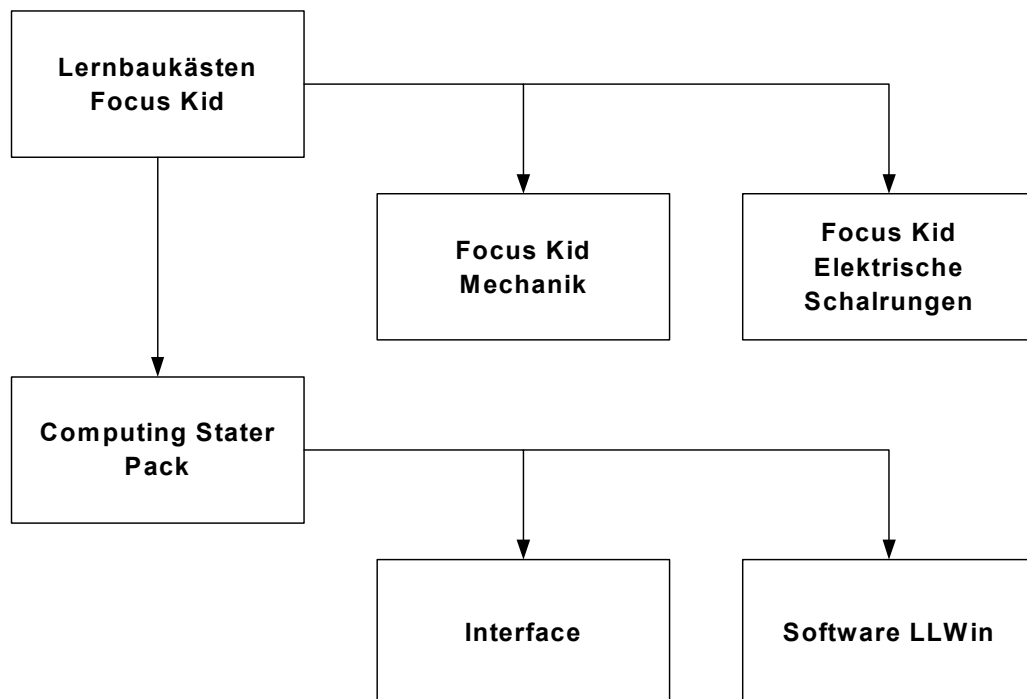 Lernbaukästen
Focus Kid
Focus Kid
Mechanik
Focus Kid
Elektrische
Schalrungen
Computing Stater
Pack
Interface
Software LLWin